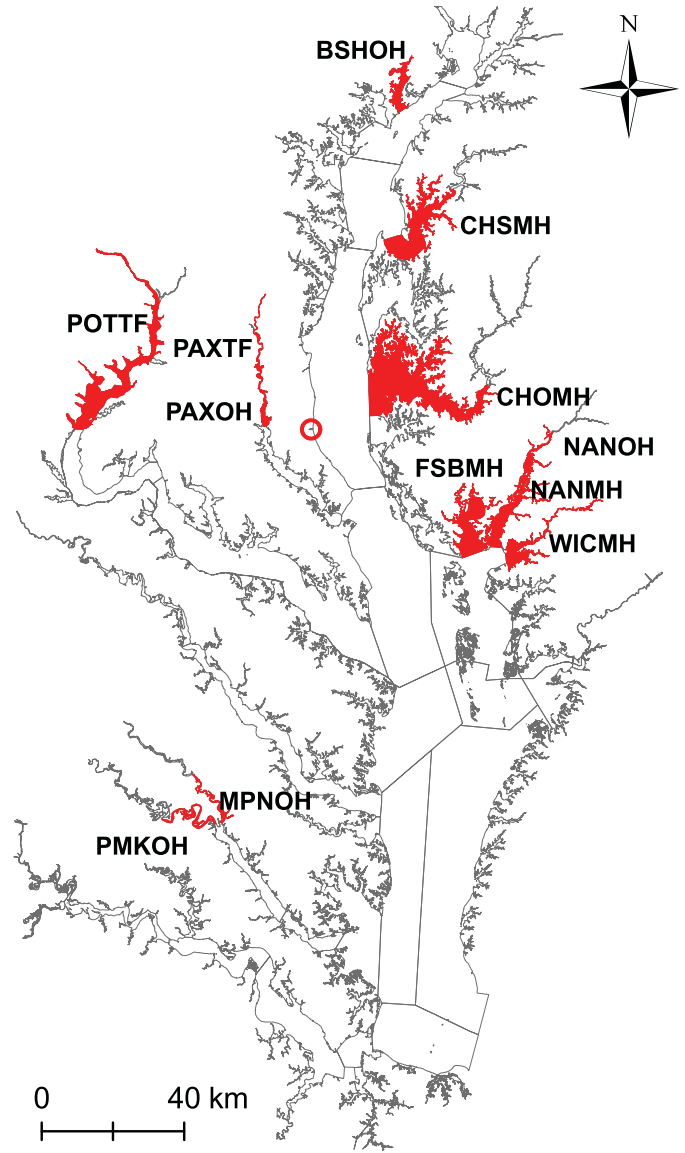 N
BSHOH
CHSMH
POTTF
PAXTF
PAXOH
CHOMH
NANOH
FSBMH
NANMH
WICMH
MPNOH
PMKOH
0 40 km